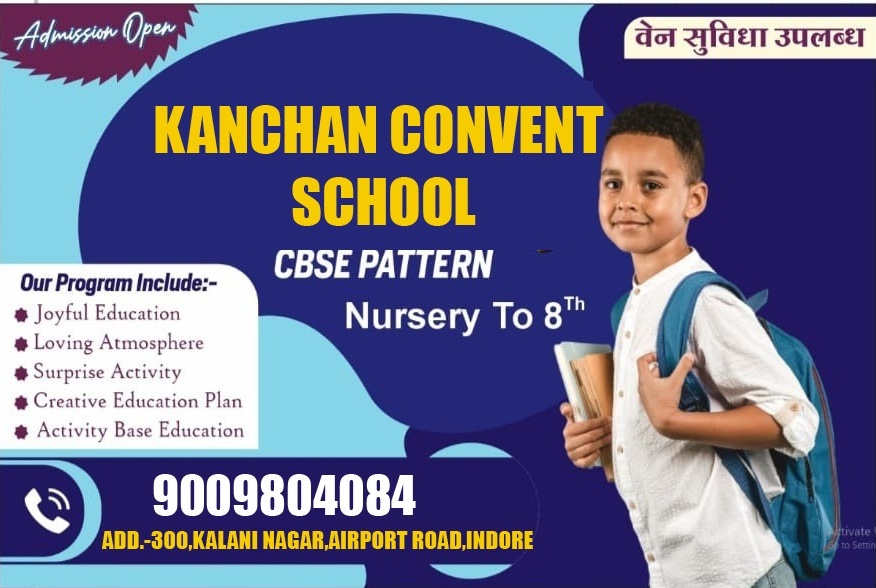 Admission Open
वेन सुविधा उपलब्ध
KANCHAN CONVENT
SCHOOL
CBSE PATTERN
Nursery To 8Th
Our Program Include:-
Joyful Education
Loving Atmosphere
Surprise Activity
Creative Education Plan
Activity Base Education
9009804084
ADD.-300,KALANI NAGAR,AIRPORT ROAD,INDORE